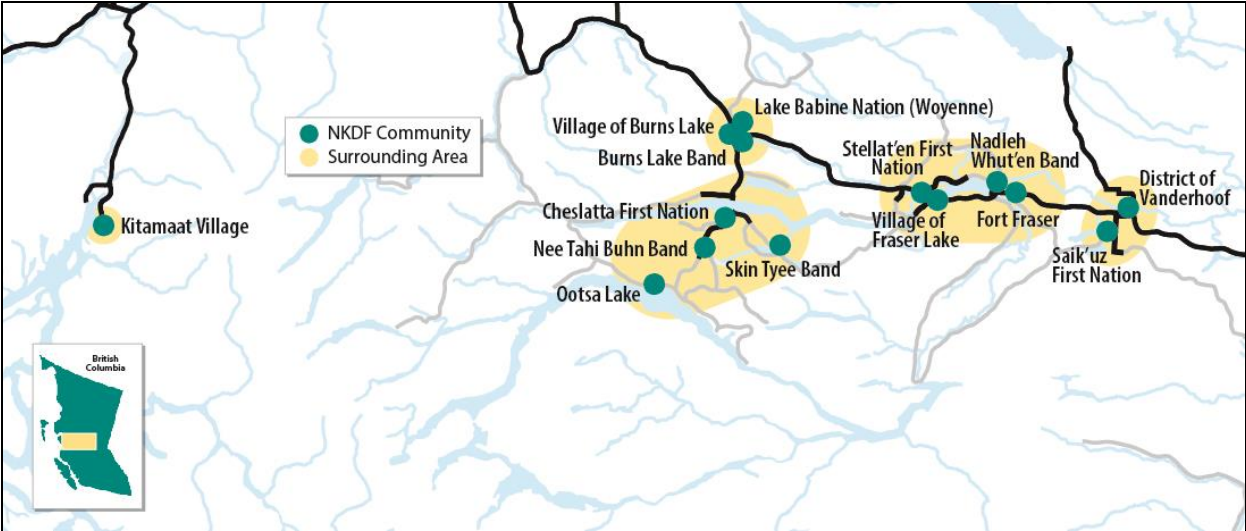 NKDF Community
Surrounding Area
Kitamaat Village
Lake Babine Nation (Woyenne)
Village of Burns Lake
Burns Lake Band
Cheslatta First Nation
Nee Tahi Buhn Band
Skin Tyee Band
Ootsa Lake
Stellat'en First
Nation
Nadleh
Whut'en Band
Village of
Fraser Lake
Fort Fraser
District of
Vanderhoof
Saik'uz
First Nation
British
Columbia